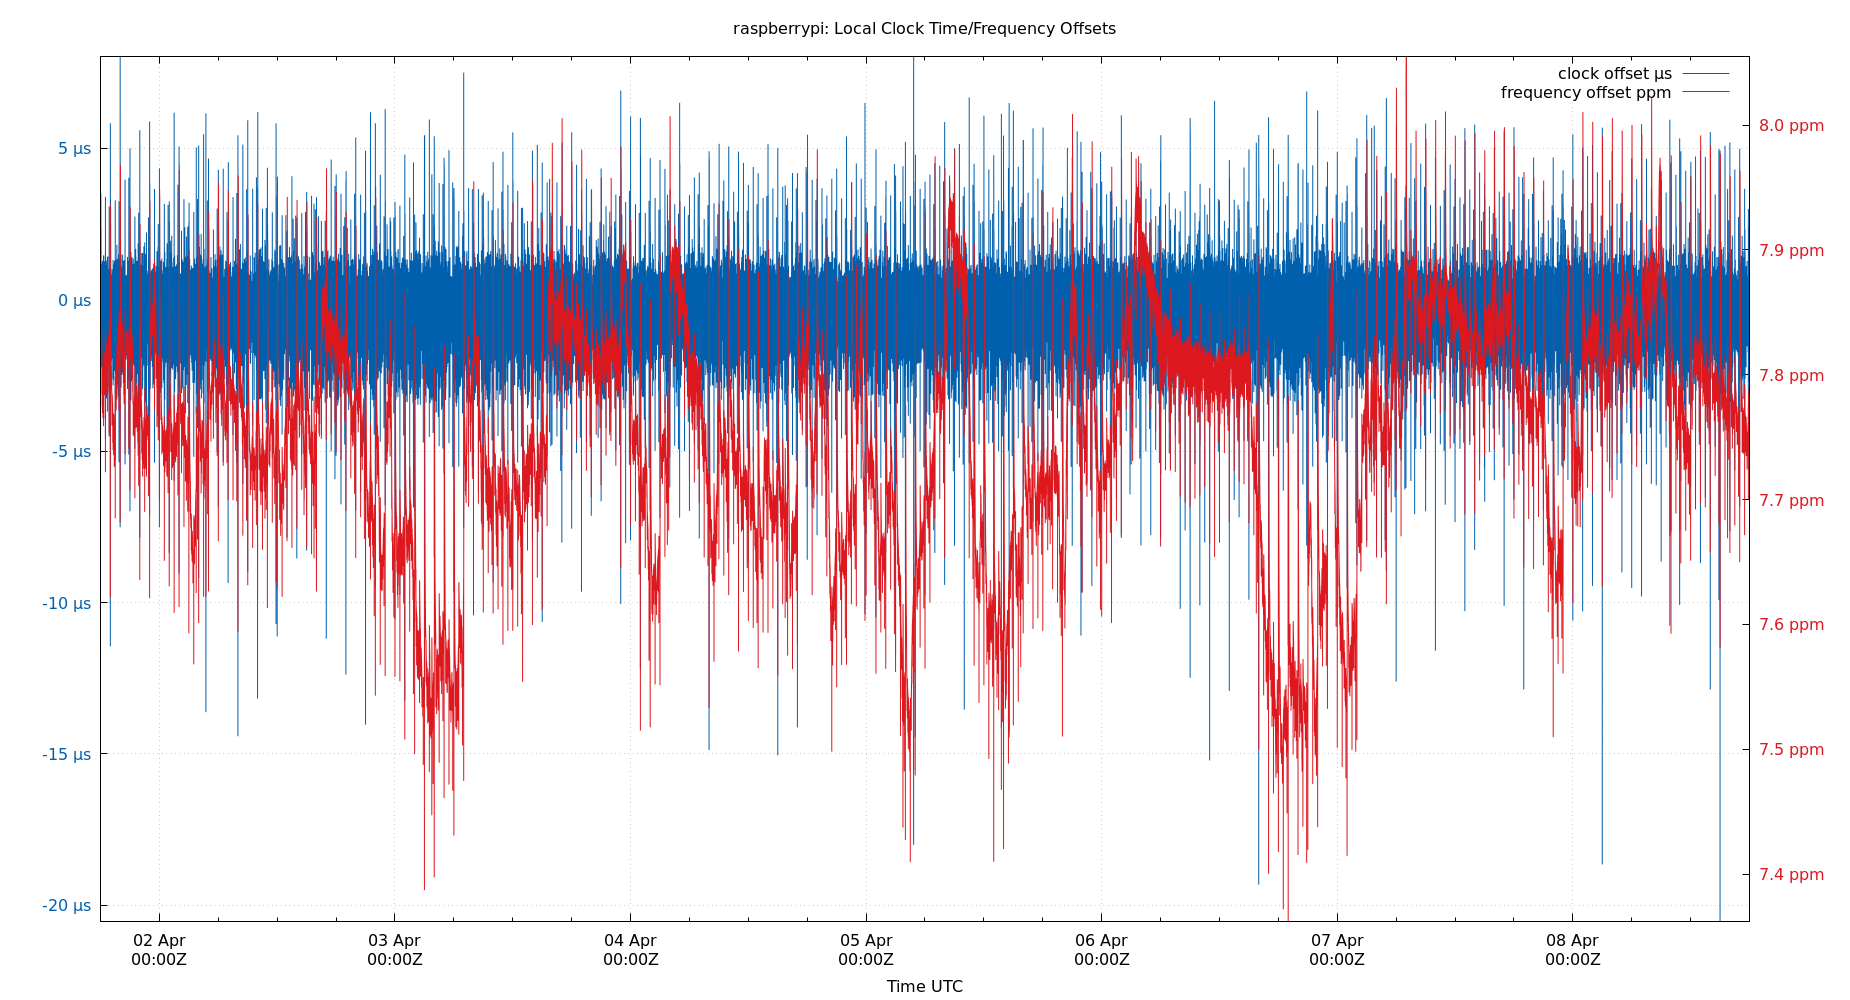 raspberrypi: Local Clock Time/Frequency Offsets
clock offset µs
frequency offset ppm
5 µs
0 µs
-5 µs
-10 µs
-15 µs
-20 µs
8.0 ppm
7.9 ppm
7.8 ppm
7.7 ppm
7.6 ppm
7.5 ppm
7.4 ppm
02 Apr
00:00Z
03 Apr
00:00Z
04 Apr
00:00Z
05 Apr
00:00Z
06 Apr
00:00Z
07 Apr
00:00Z
08 Apr
00:00Z
Time UTC